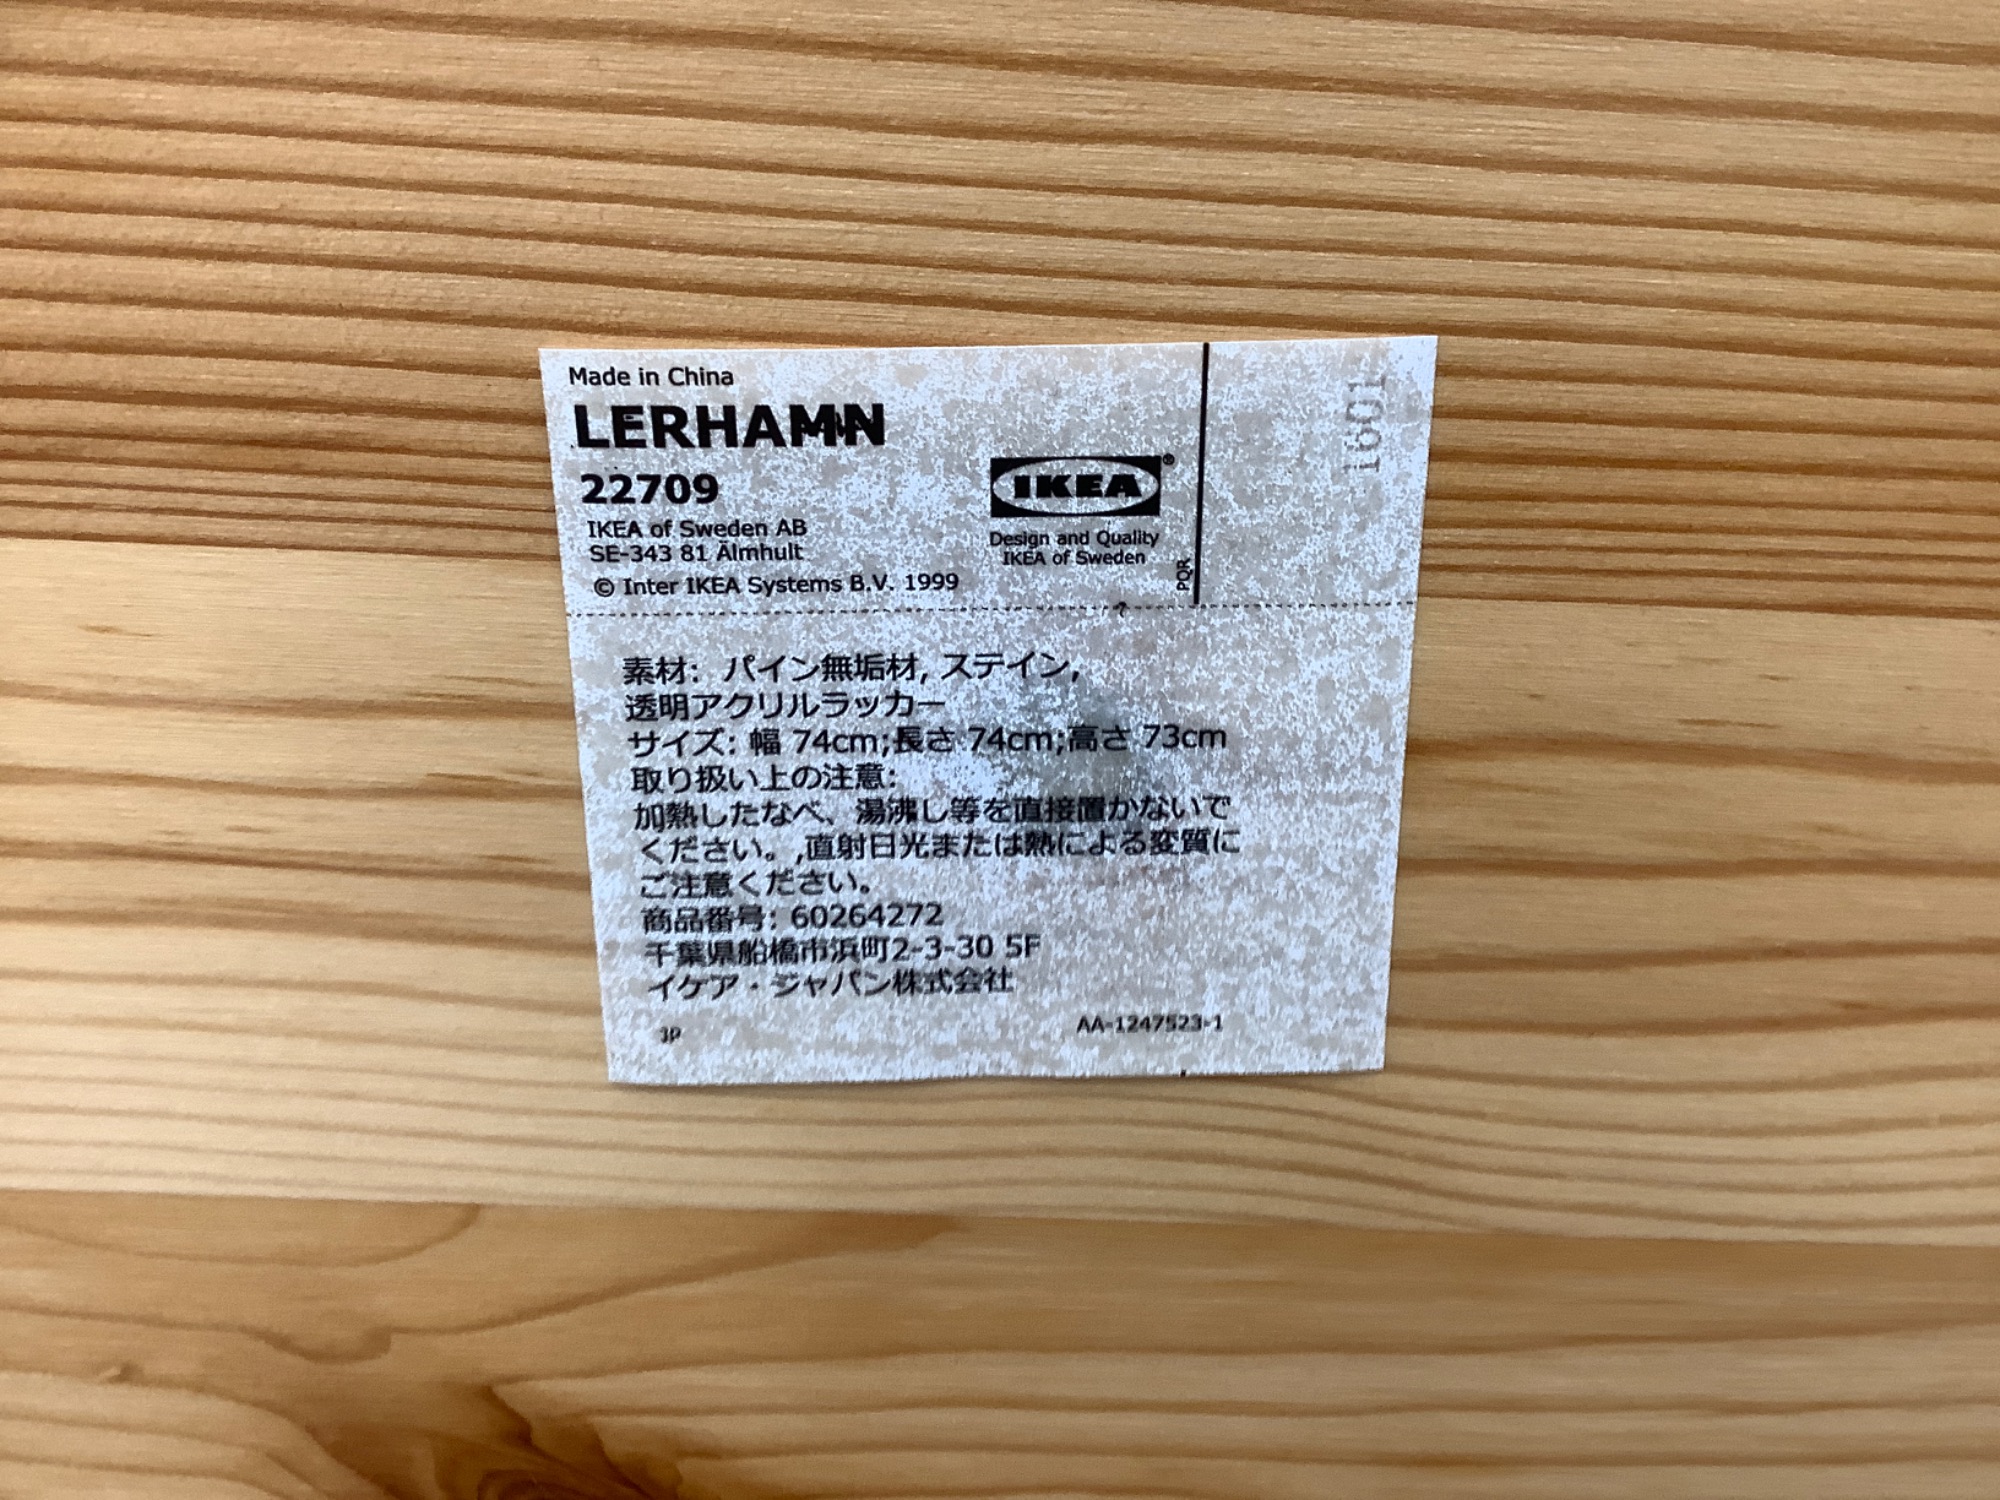 Made in China
LERHAMN
22709
IKEA of Sweden AB
SE-343 81 Älmhult
© Inter IKEA Systems B.V. 1999
IKEA®
Design and Quality
IKEA of Sweden
PQR
1601
素材: パイン無垢材, ステイン,
透明アクリルラッカー
サイズ: 幅 74cm;長さ 74cm;高さ 73cm
取り扱い上の注意:
加熱したなべ、湯沸し等を直接置かないで
ください。,直射日光または熱による変質に
ご注意ください。
商品番号: 60264272
千葉県船橋市浜町2-3-30 5F
イケア・ジャパン株式会社
JP
AA-1247523-1